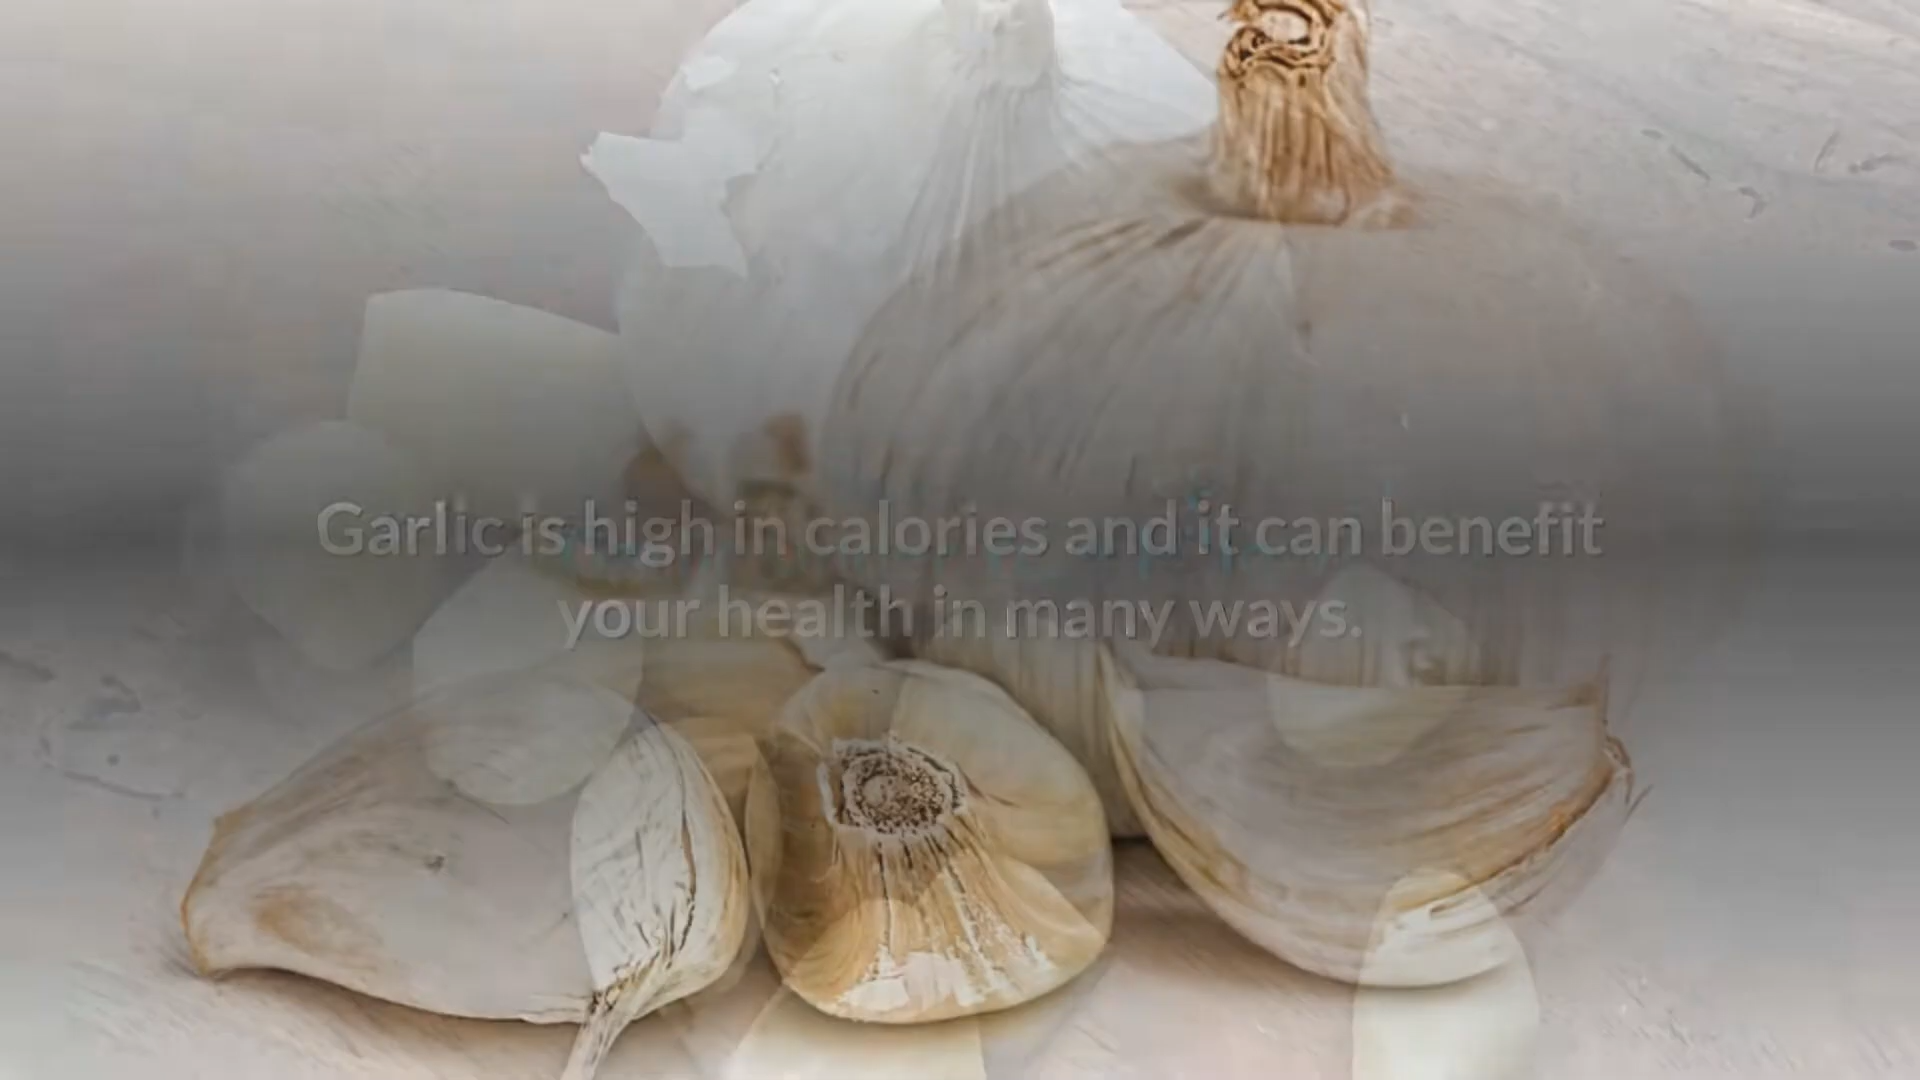 Garlic is high in calories and it can benefit
your health in many ways.